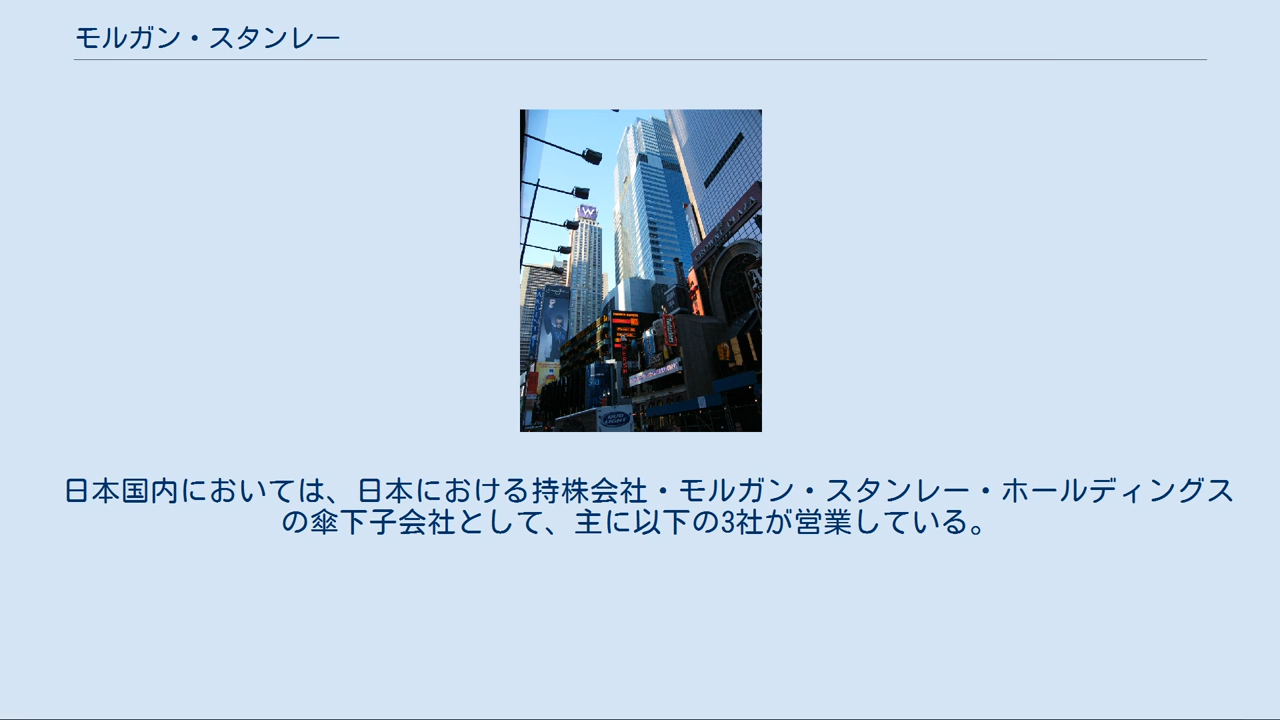 モルガン・スタンレー
W
日本国内においては、日本における持株会社・モルガン・スタンレー・ホールディングス
の傘下子会社として、主に以下の3社が営業している。